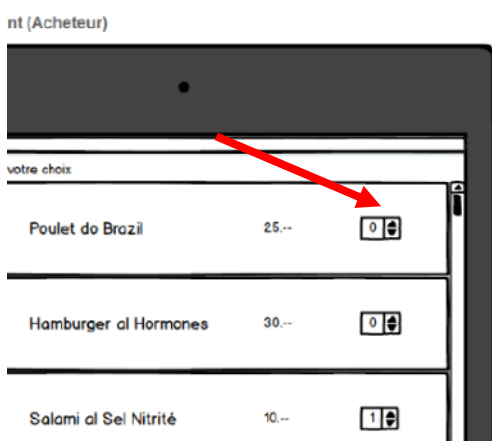 nt (Acheteur)
votre choix
Poulet do Brazil 25.-- 0
Hamburger al Hormones 30.-- 0
Salami al Sel Nitrité 10.-- 1